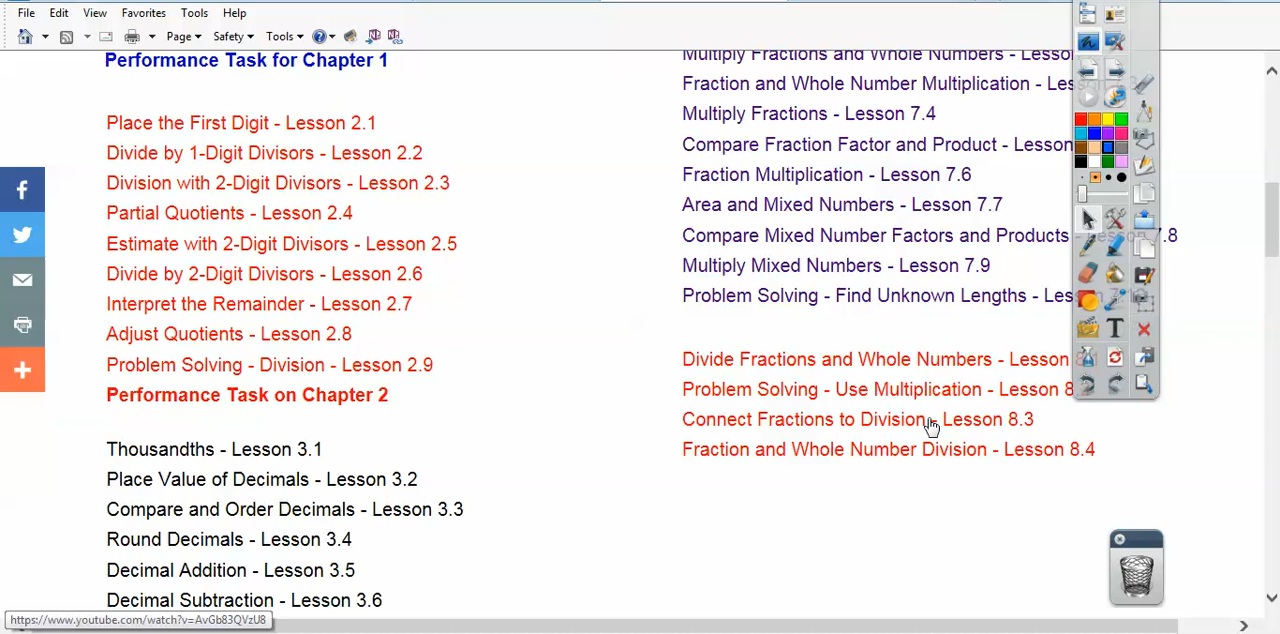 File Edit View Favorites Tools Help
Page Safety Tools
Performance Task for Chapter 1
Place the First Digit - Lesson 2.1
Divide by 1-Digit Divisors - Lesson 2.2
Division with 2-Digit Divisors - Lesson 2.3
Partial Quotients - Lesson 2.4
Estimate with 2-Digit Divisors - Lesson 2.5
Divide by 2-Digit Divisors - Lesson 2.6
Interpret the Remainder - Lesson 2.7
Adjust Quotients - Lesson 2.8
Problem Solving - Division - Lesson 2.9
Performance Task on Chapter 2
Thousandths - Lesson 3.1
Place Value of Decimals - Lesson 3.2
Compare and Order Decimals - Lesson 3.3
Round Decimals - Lesson 3.4
Decimal Addition - Lesson 3.5
Decimal Subtraction - Lesson 3.6
Multiply Fractions and Whole Numbers - Lesson
Fraction and Whole Number Multiplication - Les
Multiply Fractions - Lesson 7.4
Compare Fraction Factor and Product - Lesson
Fraction Multiplication - Lesson 7.6
Area and Mixed Numbers - Lesson 7.7
Compare Mixed Number Factors and Products - Lesson 7.8
Multiply Mixed Numbers - Lesson 7.9
Problem Solving - Find Unknown Lengths - Les
Divide Fractions and Whole Numbers - Lesson
Problem Solving - Use Multiplication - Lesson 8
Connect Fractions to Division - Lesson 8.3
Fraction and Whole Number Division - Lesson 8.4
https://www.youtube.com/watch?v=AvGb83QVzU8